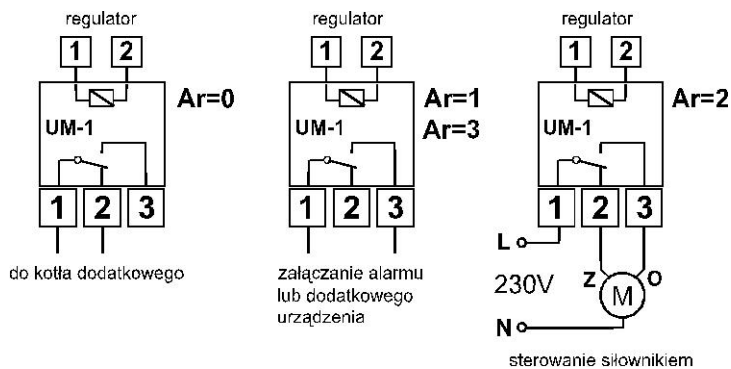 regulator
1 2
Ar=0
UM-1
1 2 3
do kotła dodatkowego
regulator
1 2
Ar=1
Ar=3
UM-1
1 2 3
załączanie alarmu
lub dodatkowego
urządzenia
regulator
1 2
Ar=2
UM-1
1 2 3
L
230V
Z M O
N
sterowanie siłownikiem